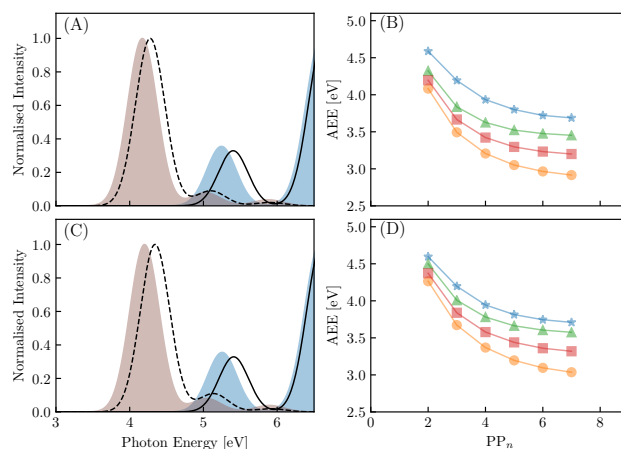 (A)
Normalised Intensity
1.0
0.8
0.6
0.4
0.2
0.0
(B)
AEE [eV]
5.0
4.5
4.0
3.5
3.0
2.5
(C)
Normalised Intensity
1.0
0.8
0.6
0.4
0.2
0.0
3 4 5 6
Photon Energy [eV]
(D)
AEE [eV]
5.0
4.5
4.0
3.5
3.0
2.5
0 2 4 6 8
PPn